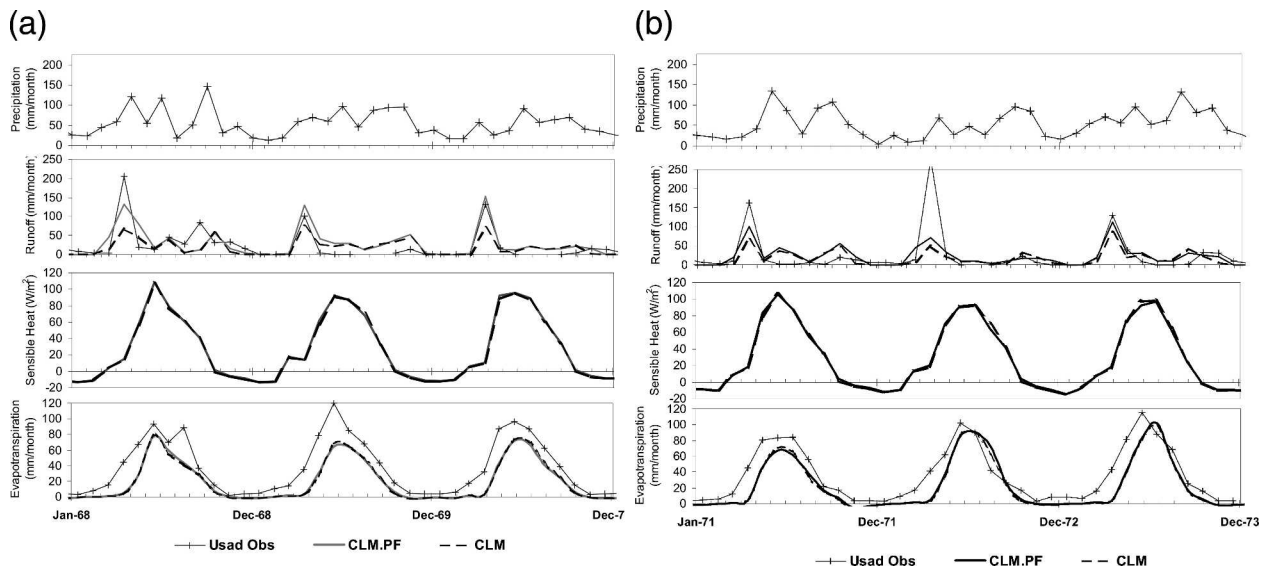 (a)
Precipitation
(mm/month)
200
150
100
50
0
Runoff (mm/month)
250
200
150
100
50
0
Sensible Heat (W/m²)
120
100
80
60
40
20
0
-20
Evapotranspiration
(mm/month)
120
100
80
60
40
20
0
Jan-68
Dec-68
Dec-69
Dec-7
Usad Obs
CLM.PF
CLM
(b)
Precipitation
(mm/month)
200
150
100
50
0
Runoff (mm/month)
250
200
150
100
50
0
Sensible Heat (W/m²)
120
100
80
60
40
20
0
-20
Evapotranspiration
(mm/month)
120
100
80
60
40
20
0
Jan-71
Dec-71
Dec-72
Dec-73
Usad Obs
CLM.PF
CLM